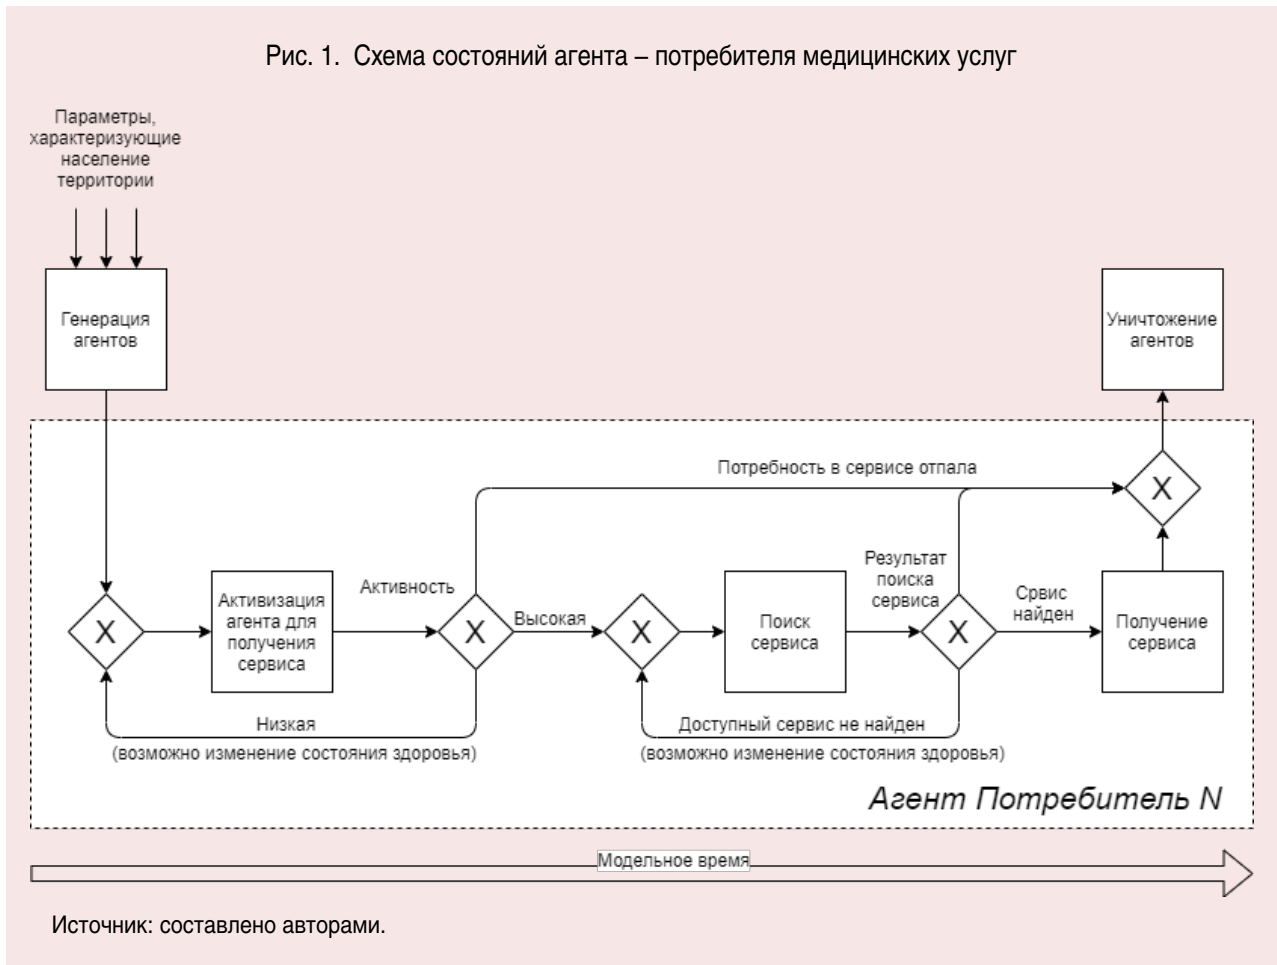 Рис. 1. Схема состояний агента – потребителя медицинских услуг
Параметры,
характеризующие
население
территории
Генерация
агентов
Уничтожение
агентов
Потребность в сервисе отпала
X
X
Активизация
агента для
получения
сервиса
Активность
X
Высокая
X
Поиск
сервиса
Результат
поиска
сервиса
X
Срвис
найден
Получение
сервиса
Низкая
(возможно изменение состояния здоровья)
Доступный сервис не найден
(возможно изменение состояния здоровья)
Агент Потребитель N
Модельное время
Источник: составлено авторами.